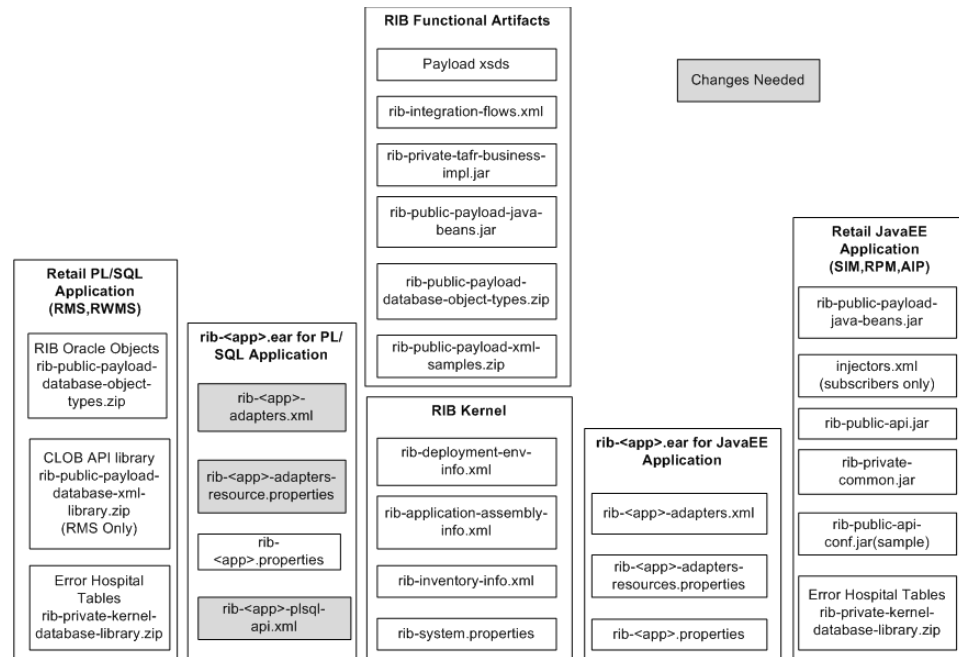 RIB Functional Artifacts
Payload xsds
rib-integration-flows.xml
rib-private-tafr-business-
impl.jar
rib-public-payload-java-
beans.jar
rib-public-payload-
database-object-types.zip
rib-public-payload-xml-
samples.zip
Changes Needed
Retail PL/SQL
Application
(RMS,RWMS)
RIB Oracle Objects
rib-public-payload-
database-object-
types.zip
CLOB API library
rib-public-payload-
database-xml-
library.zip
(RMS Only)
Error Hospital
Tables
rib-private-kernel-
database-library.zip
rib-<app>.ear for PL/
SQL Application
rib-<app>-
adapters.xml
rib-<app>-adapters-
resource.properties
rib-
<app>.properties
rib-<app>-plsql-
api.xml
RIB Kernel
rib-deployment-env-
info.xml
rib-application-assembly-
info.xml
rib-inventory-info.xml
rib-system.properties
rib-<app>.ear for JavaEE
Application
rib-<app>-adapters.xml
rib-<app>-adapters-
resources.properties
rib-<app>.properties
Retail JavaEE
Application
(SIM,RPM,AIP)
rib-public-payload-
java-beans.jar
injectors.xml
(subscribers only)
rib-public-api.jar
rib-private-
common.jar
rib-public-api-
conf.jar(sample)
Error Hospital Tables
rib-private-kernel-
database-library.zip